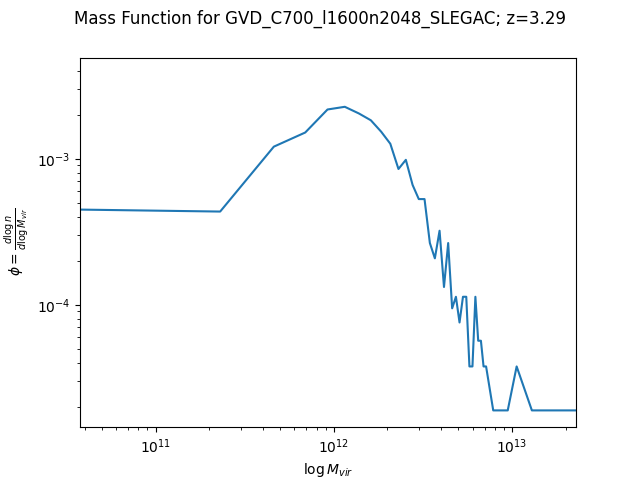 Mass Function for GVD_C700_l1600n2048_SLEGAC; z=3.29
10⁻³
10⁻⁴
ϕ = d log n / d log M_vir
10¹¹
10¹²
10¹³
log M_vir